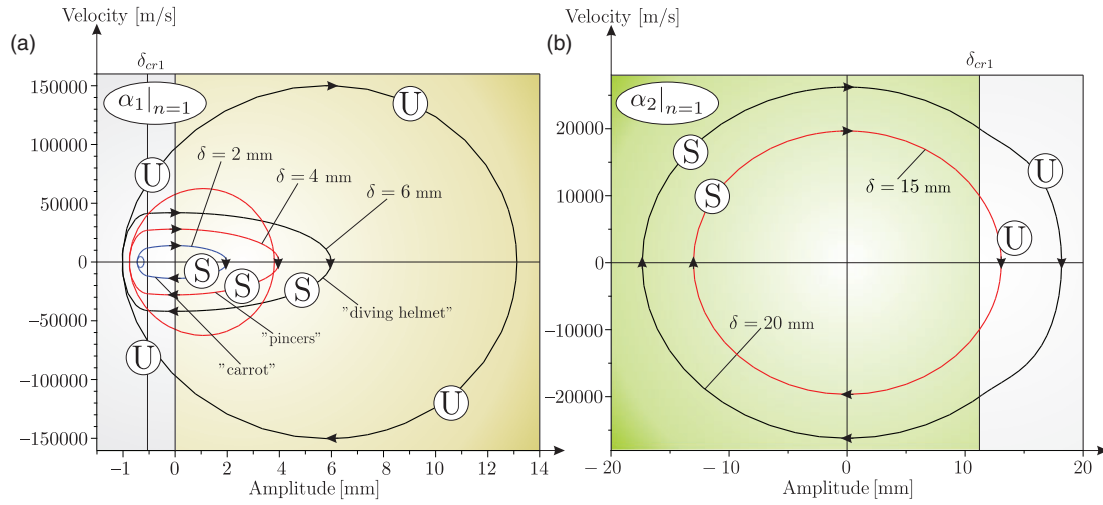 (a)
Velocity [m/s]
δcr1
α1|n=1
150000
100000
50000
0
−50000
−100000
−150000
U
U
U
U
S
S
S
δ = 2 mm
δ = 4 mm
δ = 6 mm
"diving helmet"
"pincers"
"carrot"
−1 0 2 4 6 8 10 12 14
Amplitude [mm]
(b)
Velocity [m/s]
δcr1
α2|n=1
20000
10000
0
−10000
−20000
S
S
U
U
δ = 15 mm
δ = 20 mm
−20 −10 0 10 20
Amplitude [mm]